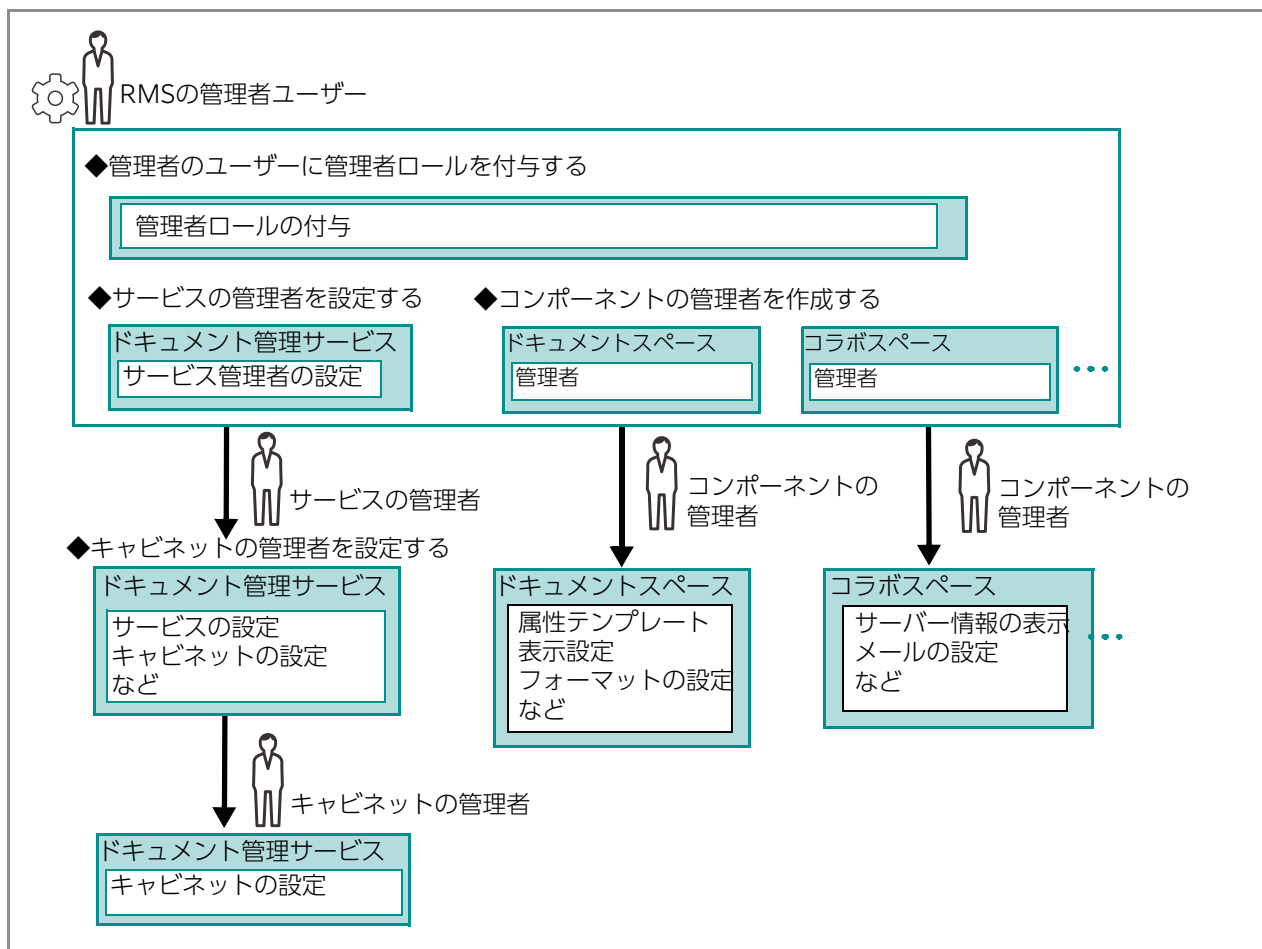 RMSの管理者ユーザー
◆管理者のユーザーに管理者ロールを付与する
管理者ロールの付与
◆サービスの管理者を設定する
◆コンポーネントの管理者を作成する
ドキュメント管理サービス
サービス管理者の設定
ドキュメントスペース
管理者
コラボスペース
管理者
サービスの管理者
コンポーネントの
管理者
コンポーネントの
管理者
◆キャビネットの管理者を設定する
ドキュメント管理サービス
サービスの設定
キャビネットの設定
など
ドキュメントスペース
属性テンプレート
表示設定
フォーマットの設定
など
コラボスペース
サーバー情報の表示
メールの設定
など
キャビネットの管理者
ドキュメント管理サービス
キャビネットの設定